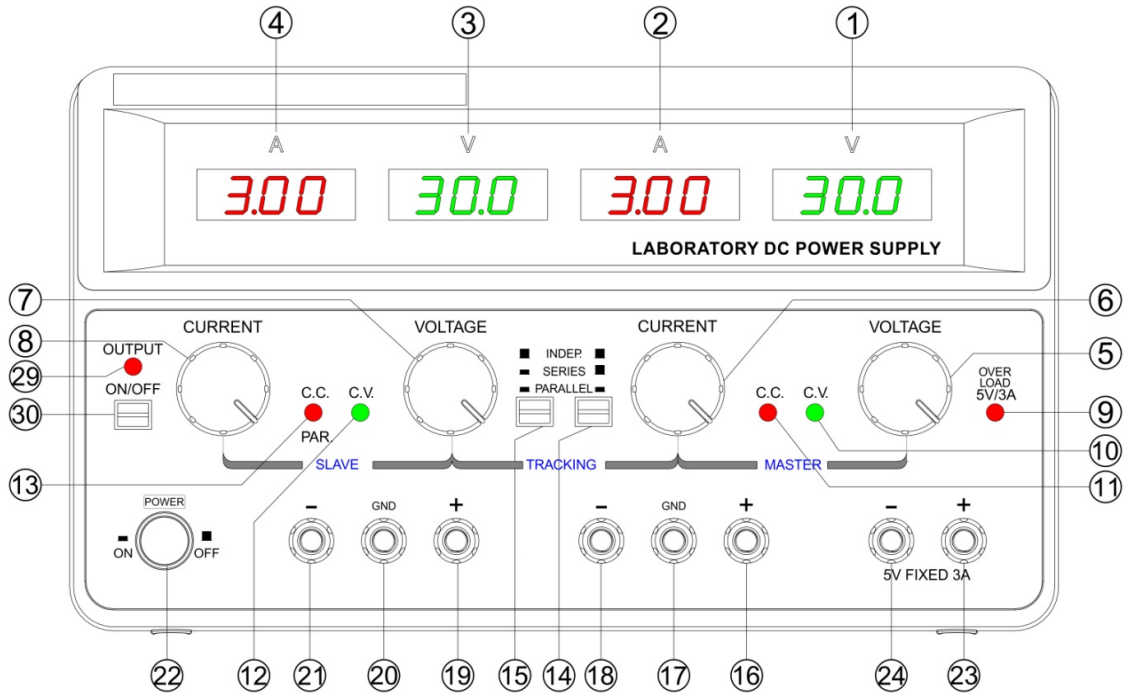 ④ ③ ② ①
A V A V
3.00 30.0 3.00 30.0
LABORATORY DC POWER SUPPLY
⑦ ⑥
CURRENT VOLTAGE CURRENT VOLTAGE
⑧ ⑤
OUTPUT
㉙
ON/OFF
㉚
INDEP.
SERIES
PARALLEL
C.C. C.V. C.C. C.V.
PAR.
OVER
LOAD
5V/3A
⑨
⑩
SLAVE TRACKING MASTER
⑬ ⑪
POWER
ON OFF
- GND + - GND + - +
5V FIXED 3A
㉒ ⑫ ㉑ ⑳ ⑲ ⑮ ⑭ ⑱ ⑰ ⑯ ㉔ ㉓